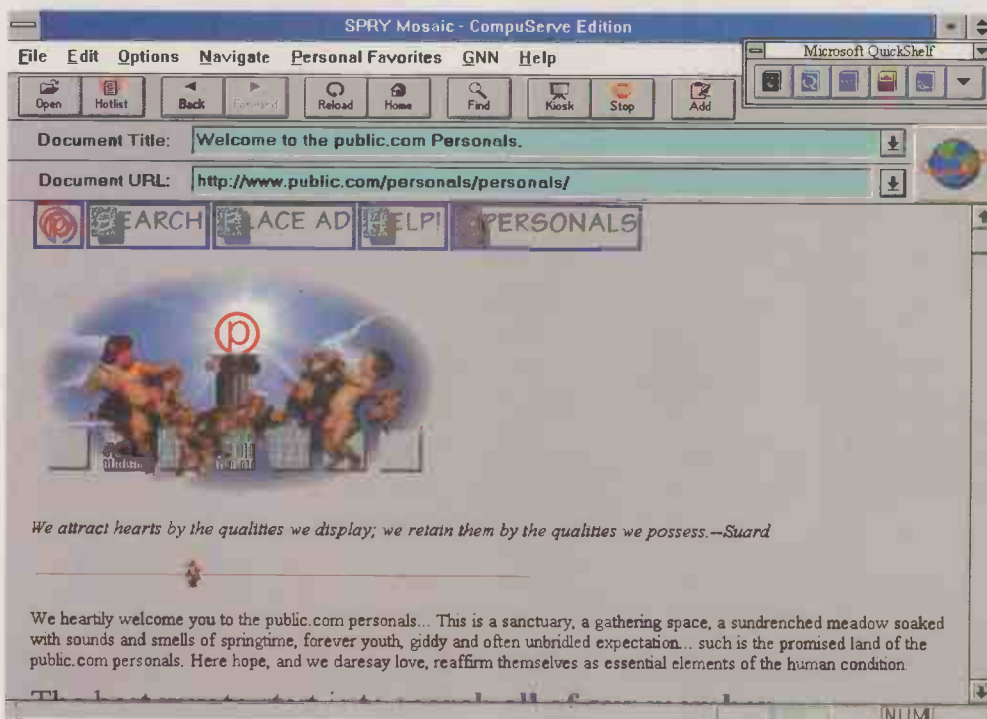 SPRY Mosaic - CompuServe Edition
File Edit Options Navigate Personal Favorites GNN Help
Microsoft QuickShelf
Open Hotlist Back Forward Reload Home Find Kiosk Stop Add
Document Title: Welcome to the public.com Personals.
Document URL: http://www.public.com/personals/personals/
p SEARCH PLACE AD HELP! PERSONALS
p
We attract hearts by the qualities we display; we retain them by the qualities we possess.--Suard
We heartily welcome you to the public.com personals... This is a sanctuary, a gathering space, a sundrenched meadow soaked
with sounds and smells of springtime, forever youth, giddy and often unbridled expectation... such is the promised land of the
public.com personals. Here hope, and we daresay love, reaffirm themselves as essential elements of the human condition.
NUM